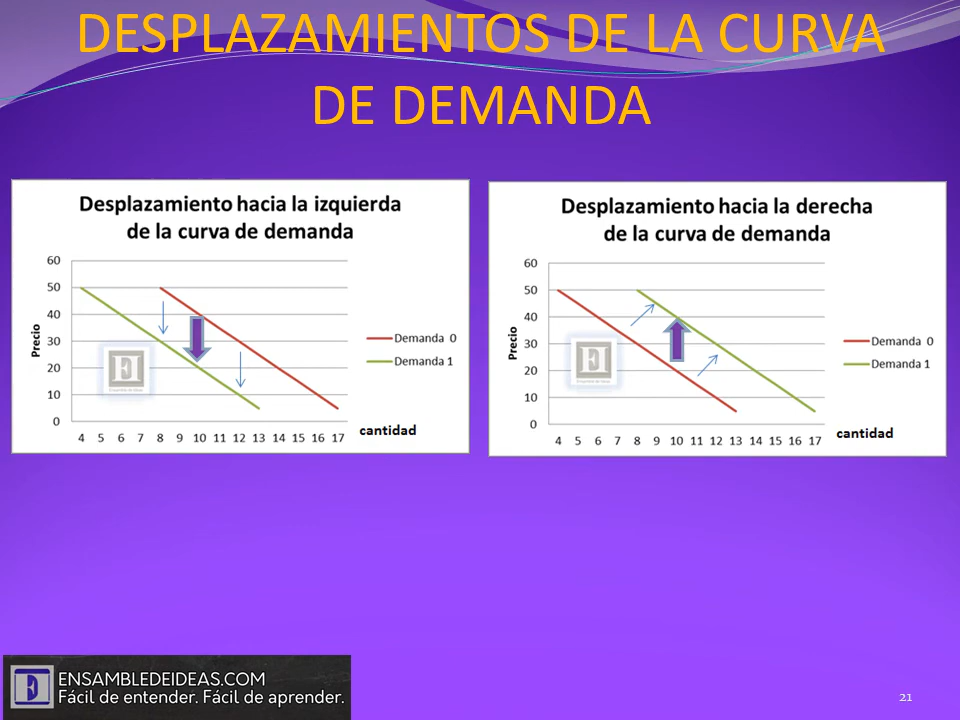 DESPLAZAMIENTOS DE LA CURVA
DE DEMANDA
Desplazamiento hacia la izquierda
de la curva de demanda
60
50
40
30
20
10
0
Precio
4 5 6 7 8 9 10 11 12 13 14 15 16 17
cantidad
Demanda 0
Demanda 1
E
Desplazamiento hacia la derecha
de la curva de demanda
60
50
40
30
20
10
0
Precio
4 5 6 7 8 9 10 11 12 13 14 15 16 17
cantidad
Demanda 0
Demanda 1
E
ENSAMBLEDEIDEAS.COM
Fácil de entender. Fácil de aprender.
21